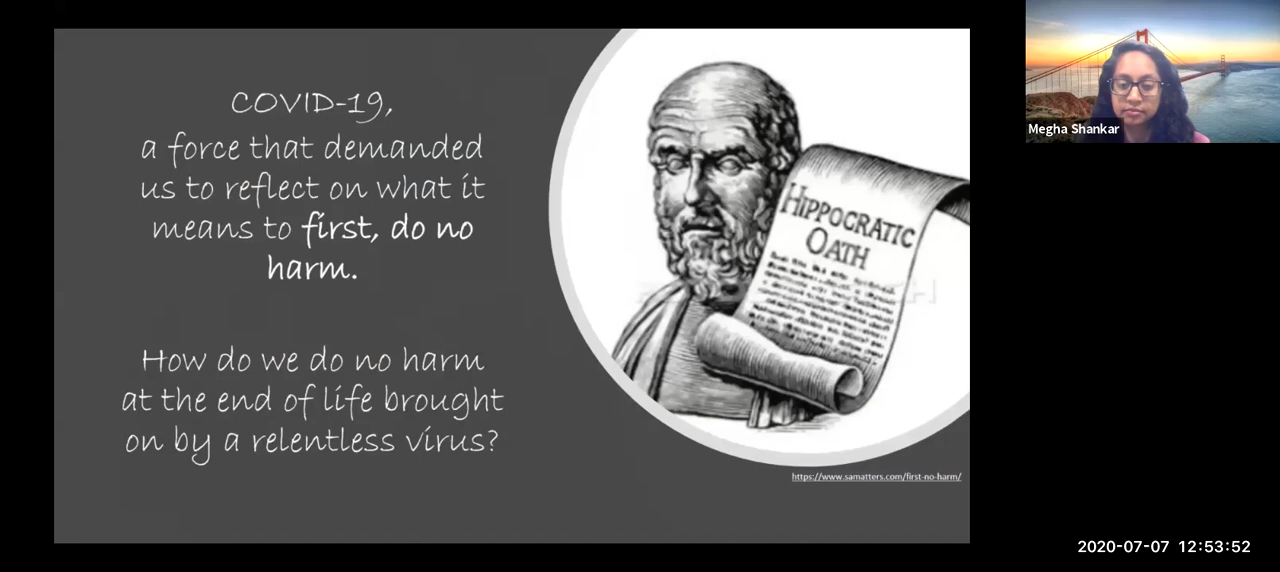 COVID-19,
a force that demanded
us to reflect on what it
means to first, do no
harm.
How do we do no harm
at the end of life brought
on by a relentless virus?
HIPPOCRATIC
OATH
https://www.samatters.com/first-no-harm/
Megha Shankar
2020-07-07 12:53:52